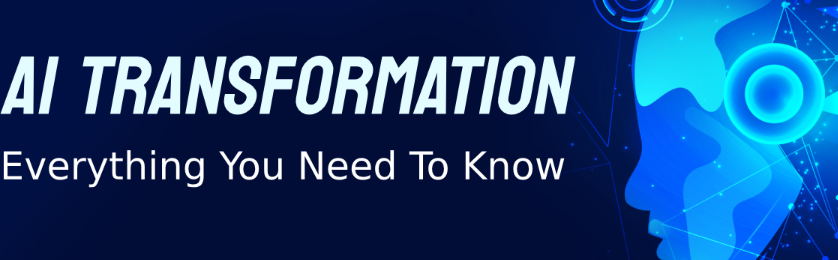 AI TRANSFORMATION
Everything You Need To Know